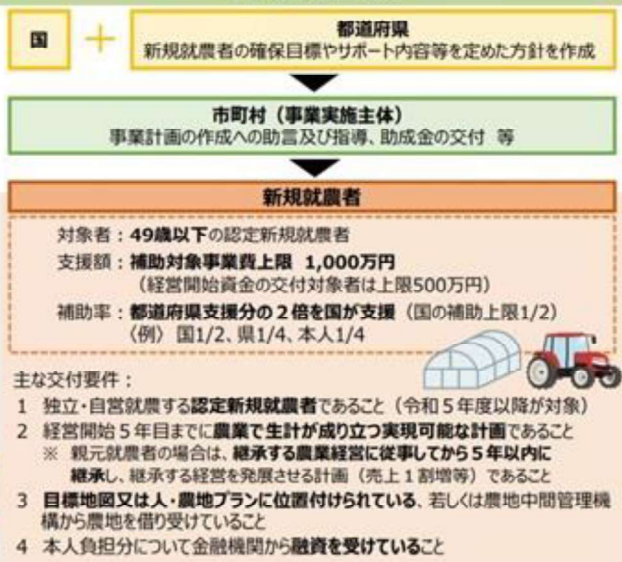 国
+
都道府県
新規就農者の確保目標やサポート内容等を定めた方針を作成
市町村（事業実施主体）
事業計画の作成への助言及び指導、助成金の交付 等
新規就農者
対象者：49歳以下の認定新規就農者
支援額：補助対象事業費上限 1,000万円
（経営開始資金の交付対象者は上限500万円）
補助率：都道府県支援分の２倍を国が支援（国の補助上限1/2）
〈例〉 国1/2、県1/4、本人1/4
主な交付要件：
1 独立・自営就農する認定新規就農者であること（令和５年度以降が対象）
2 経営開始５年目までに農業で生計が成り立つ実現可能な計画であること
※ 親元就農者の場合は、継承する農業経営に従事してから５年以内に
継承し、継承する経営を発展させる計画（売上１割増等）であること
3 目標地図又は人・農地プランに位置付けられている、若しくは農地中間管理機
構から農地を借り受けていること
4 本人負担分について金融機関から融資を受けていること